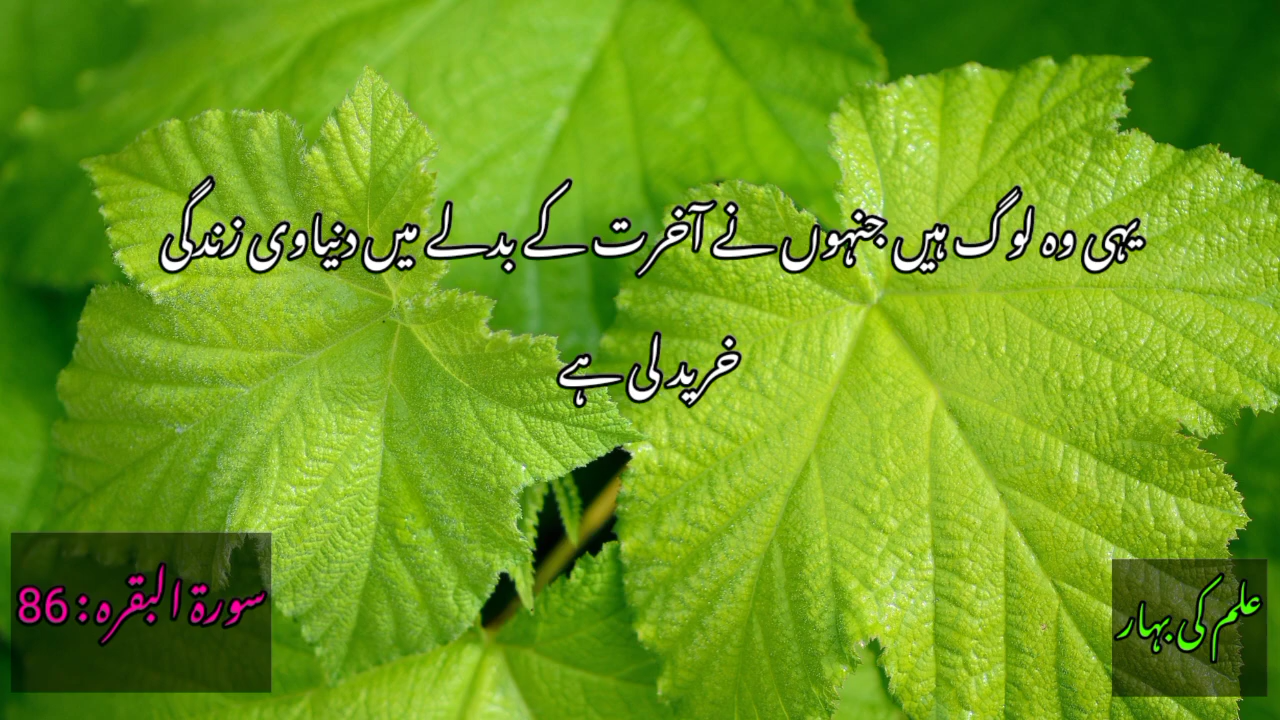 یہی وہ لوگ ہیں جنہوں نے آخرت کے بدلے میں دنیاوی زندگی
خرید لی ہے
سورۃ البقرہ: 86
علم کی بہار